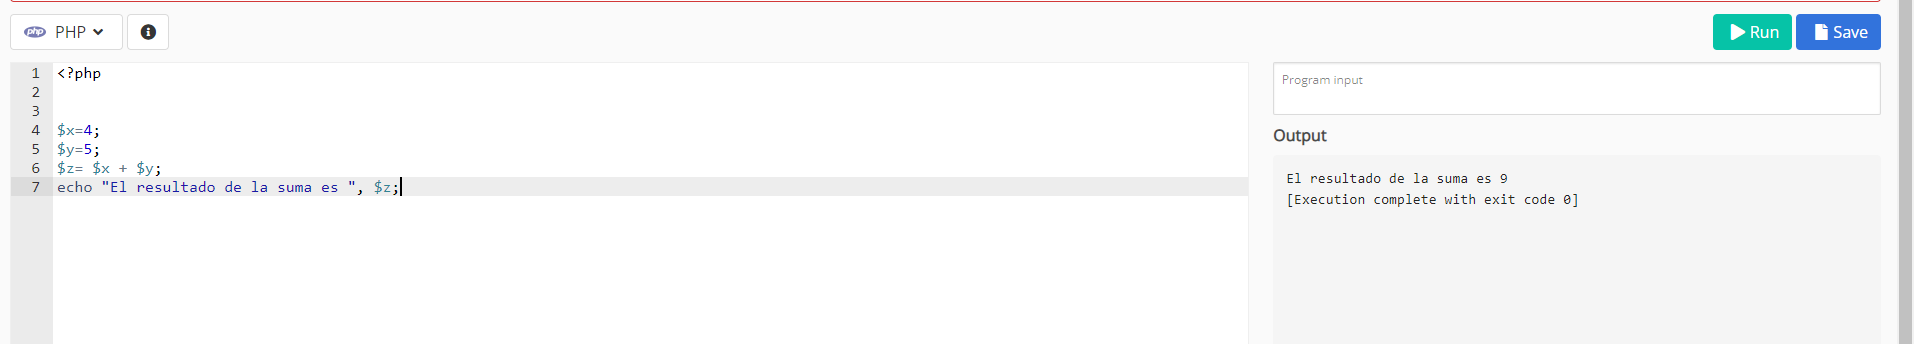 php PHP
Run
Save
1 <?php
2
3
4 $x=4;
5 $y=5;
6 $z= $x + $y;
7 echo "El resultado de la suma es ", $z;
Program input
Output
El resultado de la suma es 9
[Execution complete with exit code 0]